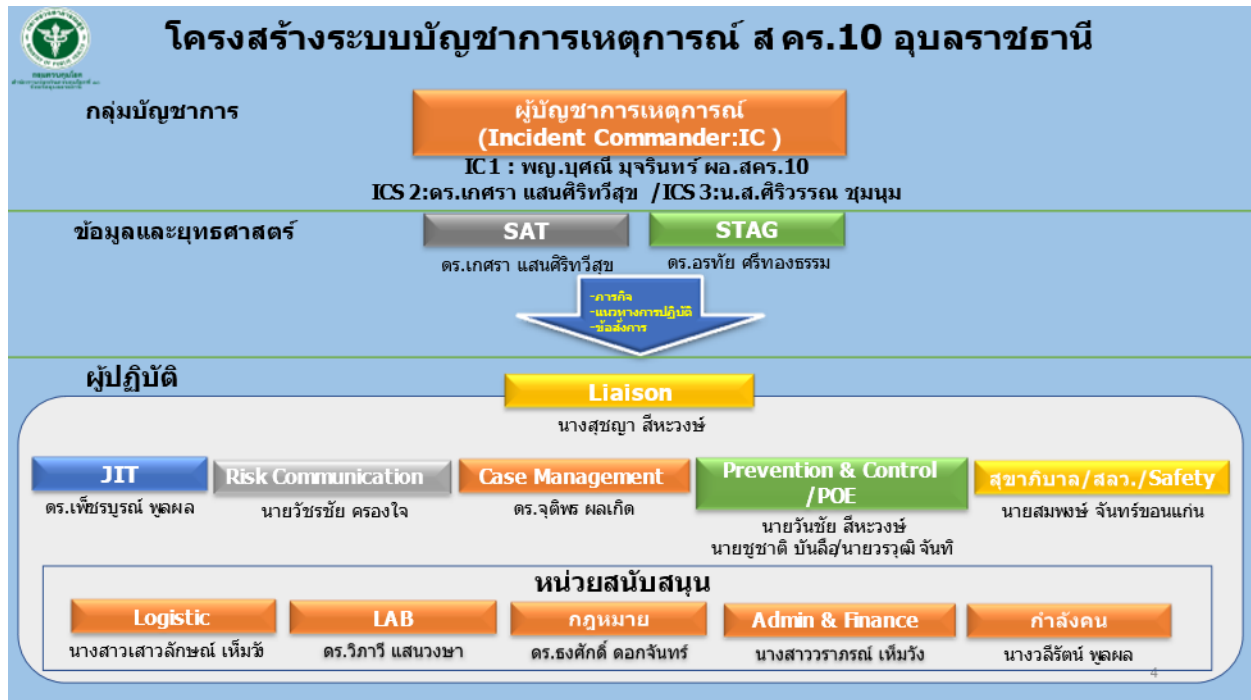 โครงสร้างระบบบัญชาการเหตุการณ์ สคร.10 อุบลราชธานี
กรมควบคุมโรค
กลุ่มบัญชาการ
ผู้บัญชาการเหตุการณ์
(Incident Commander:IC )
IC1 : พญ.บุศณี มุจรินทร์ ผอ.สคร.10
ICS 2:ดร.เกศรา แสนศิริทวีสุข /ICS 3:น.ส.ศิริวรรณ ชุมนุม
ข้อมูลและยุทธศาสตร์
SAT
STAG
ดร.เกศรา แสนศิริทวีสุข
ดร.อรทัย ศรีทองธรรม
-ภารกิจ
-แนวทางการปฏิบัติ
-ข้อสั่งการ
ผู้ปฏิบัติ
Liaison
นางสุชญา สีหะวงษ์
JIT
Risk Communication
Case Management
Prevention & Control
/POE
สุขาภิบาล/สลว./Safety
ดร.เพ็ชรบูรณ์ พูลผล
นายวัชรชัย ครองใจ
ดร.จุติพร ผลเกิด
นายวันชัย สีหะวงษ์
นายชูชาติ บันลือ/นายวรวุฒิ จันทิ
นายสมพงษ์ จันทร์ขอนแก่น
หน่วยสนับสนุน
Logistic
LAB
กฎหมาย
Admin & Finance
กำลังคน
นางสาวเสาวลักษณ์ เห็มวัง
ดร.วิภาวี แสนวงษา
ดร.ธงศักดิ์ ดอกจันทร์
นางสาววราภรณ์ เห็มวัง
นางวลีรัตน์ พูลผล
4